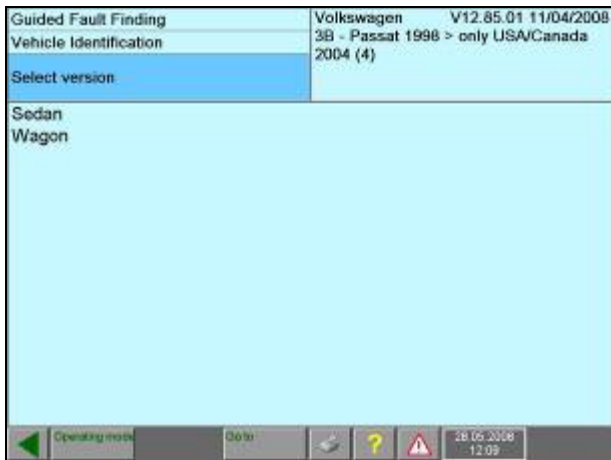 Guided Fault Finding
Vehicle Identification
Select version
Volkswagen V12.85.01 11/04/2008
3B - Passat 1998 > only USA/Canada
2004 (4)
Sedan
Wagon
Operating mode
Go to
?
28.05.2008
12:09